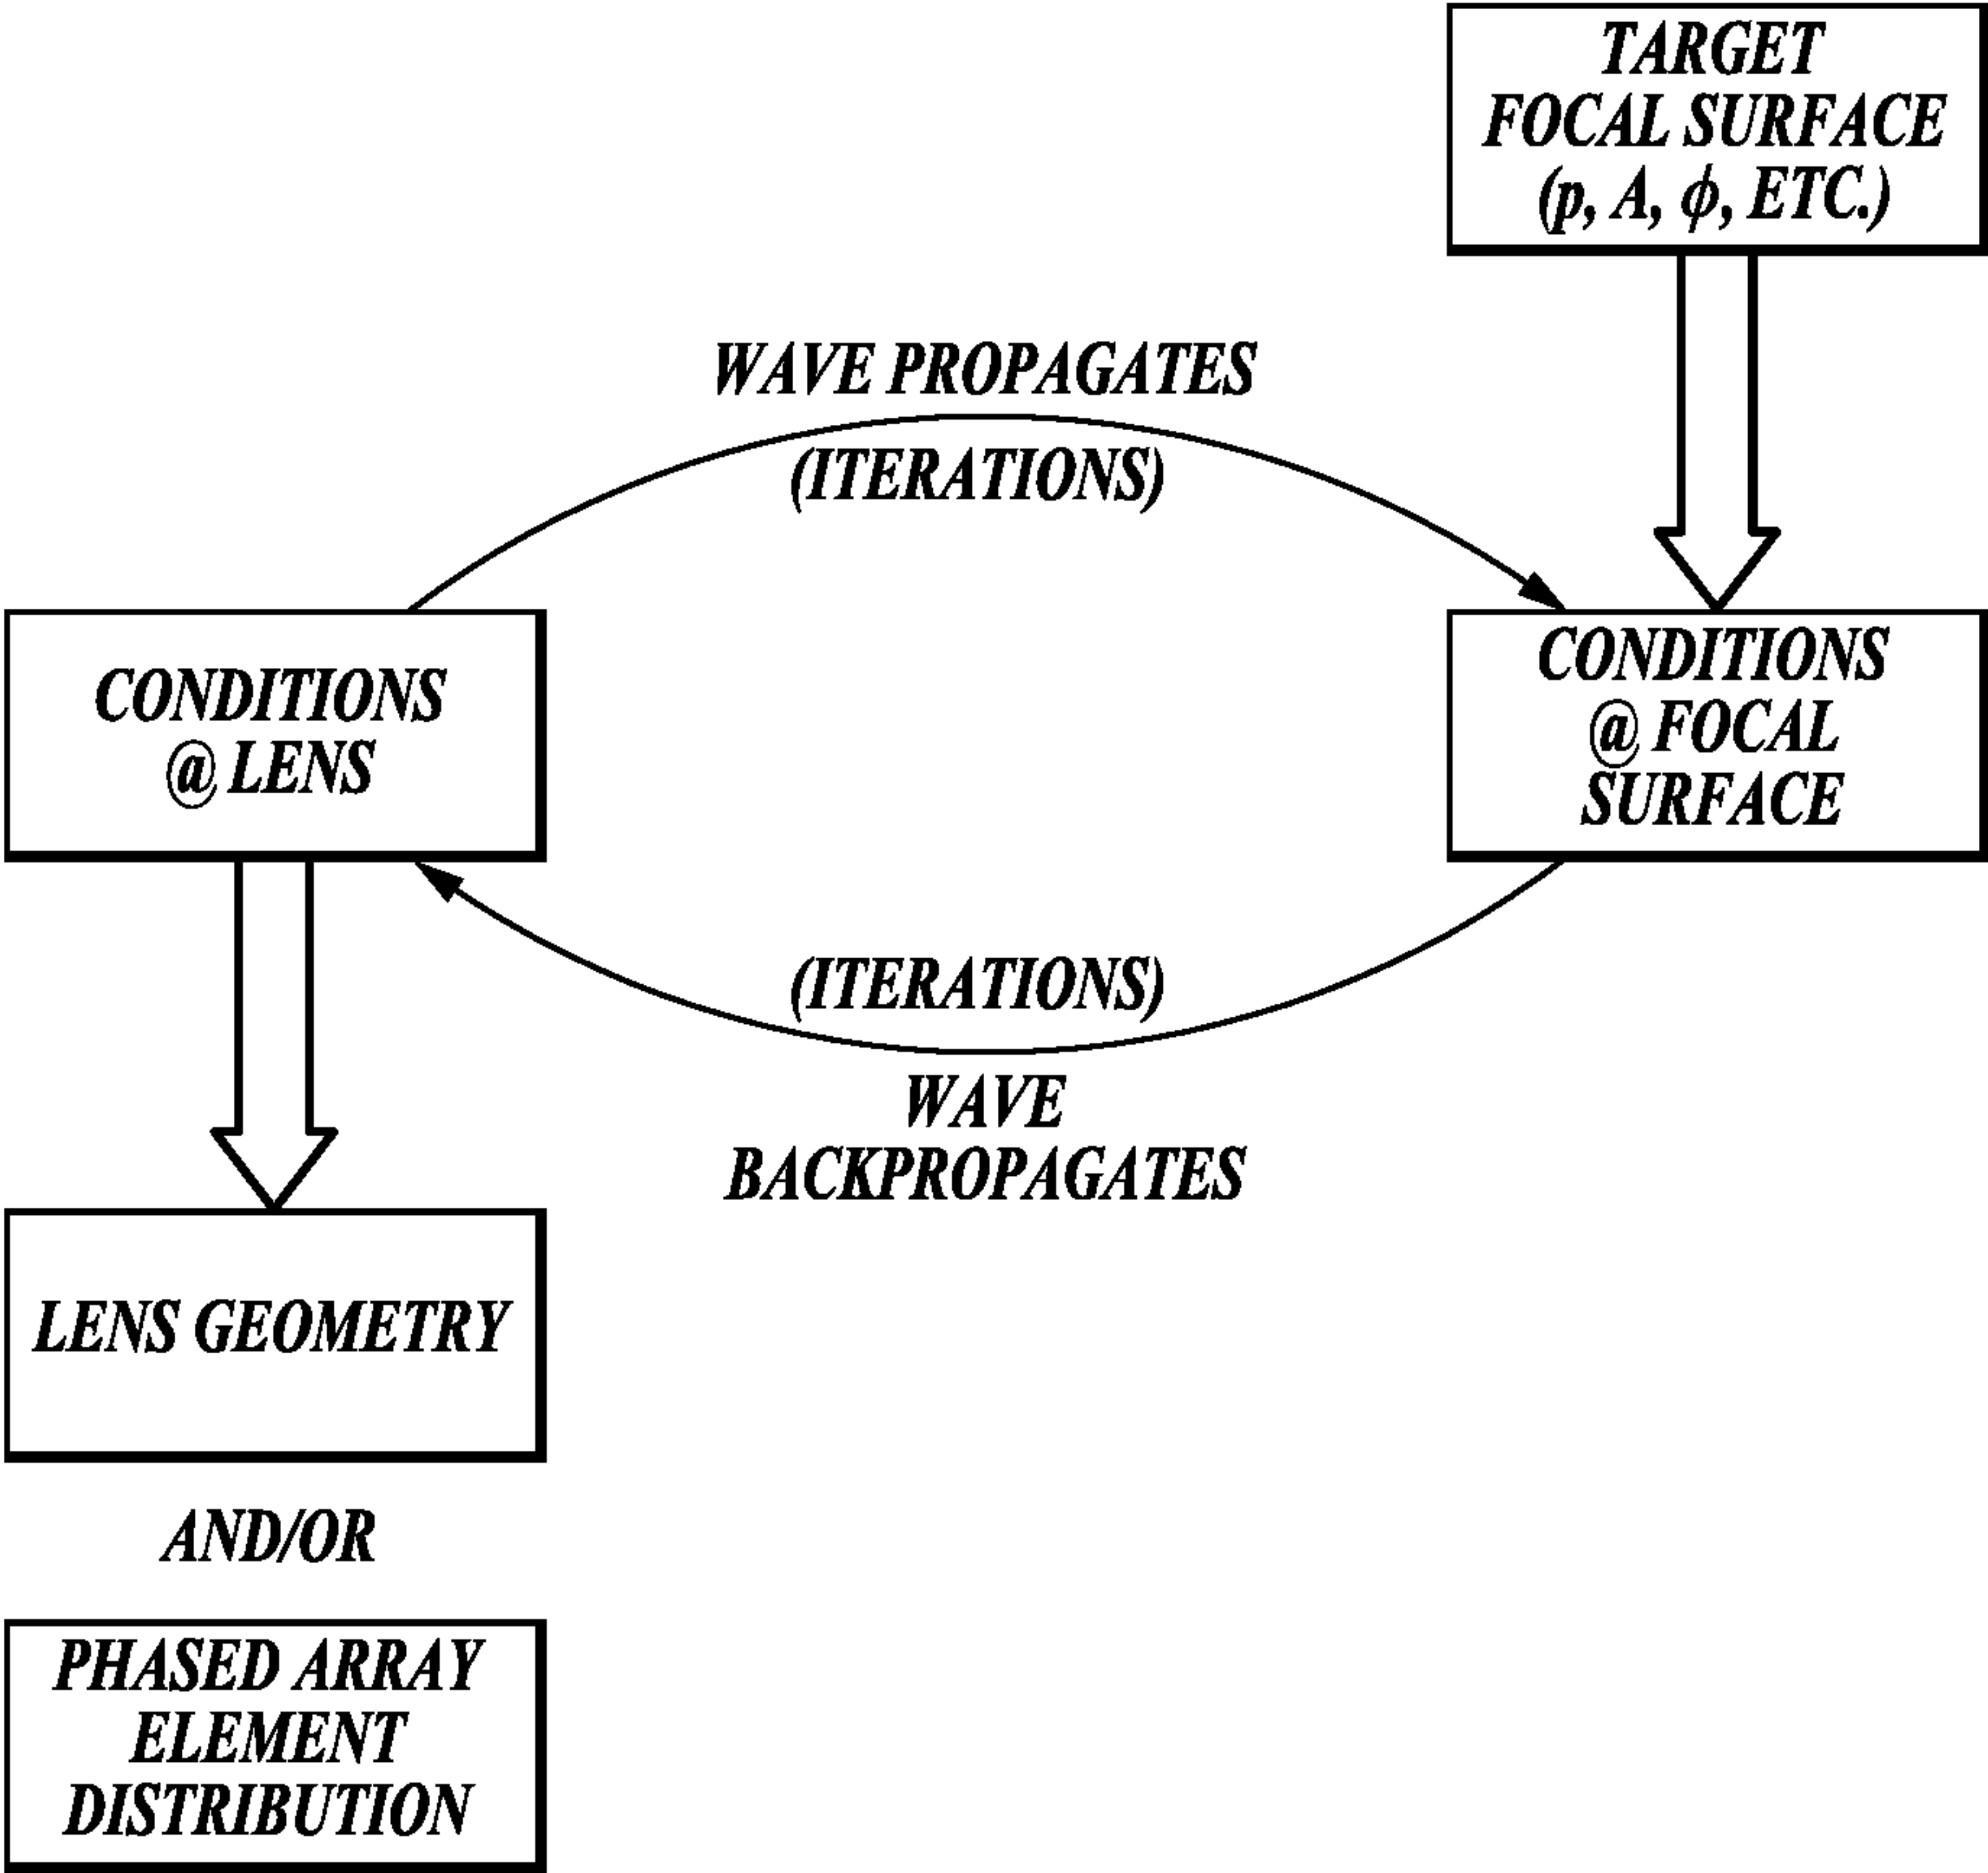 TARGET
FOCAL SURFACE
(p, A, ϕ, ETC.)
WAVE PROPAGATES
(ITERATIONS)
CONDITIONS
@ LENS
CONDITIONS
@ FOCAL
SURFACE
(ITERATIONS)
WAVE
BACKPROPAGATES
LENS GEOMETRY
AND/OR
PHASED ARRAY
ELEMENT
DISTRIBUTION